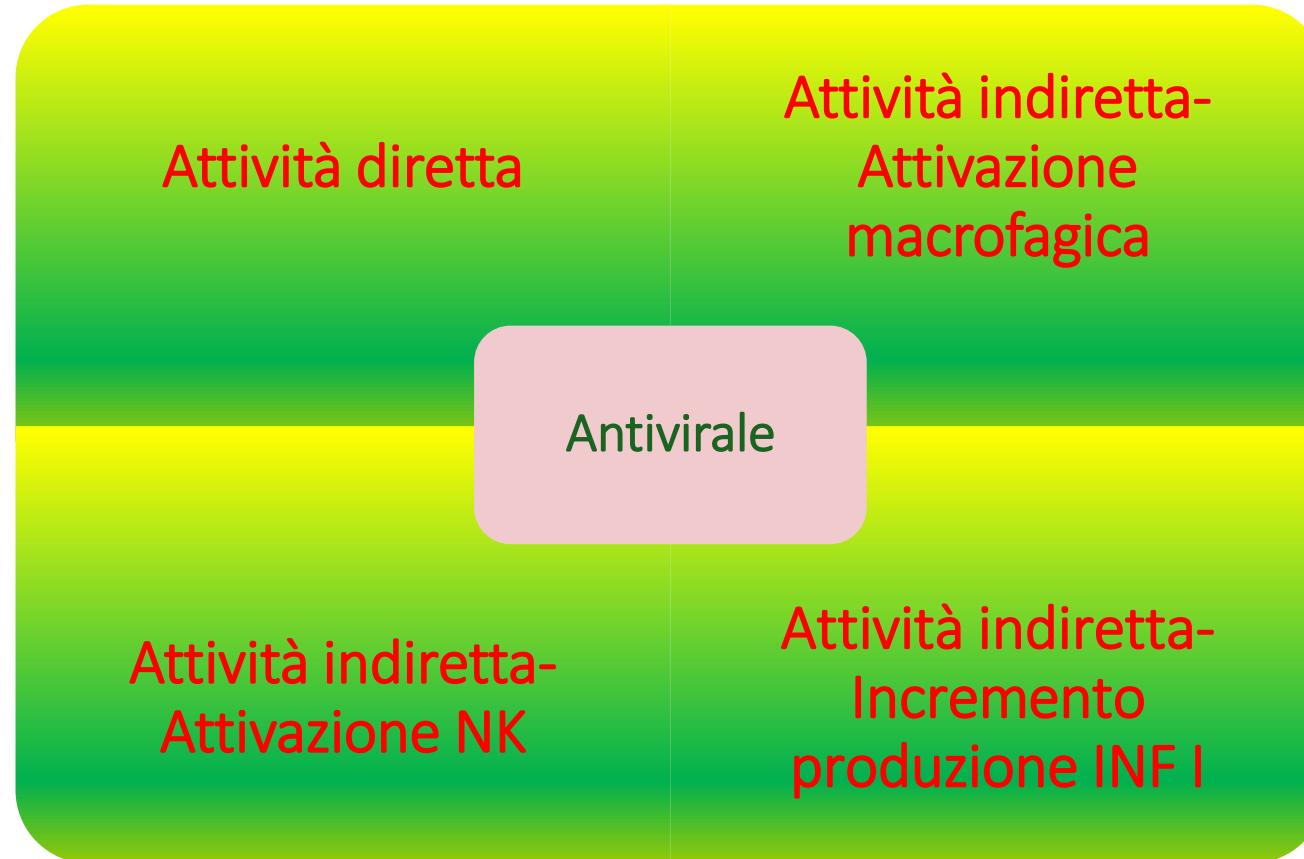 Attività diretta
Attività indiretta-
Attivazione
macrofagica
Antivirale
Attività indiretta-
Attivazione NK
Attività indiretta-
Incremento
produzione INF I